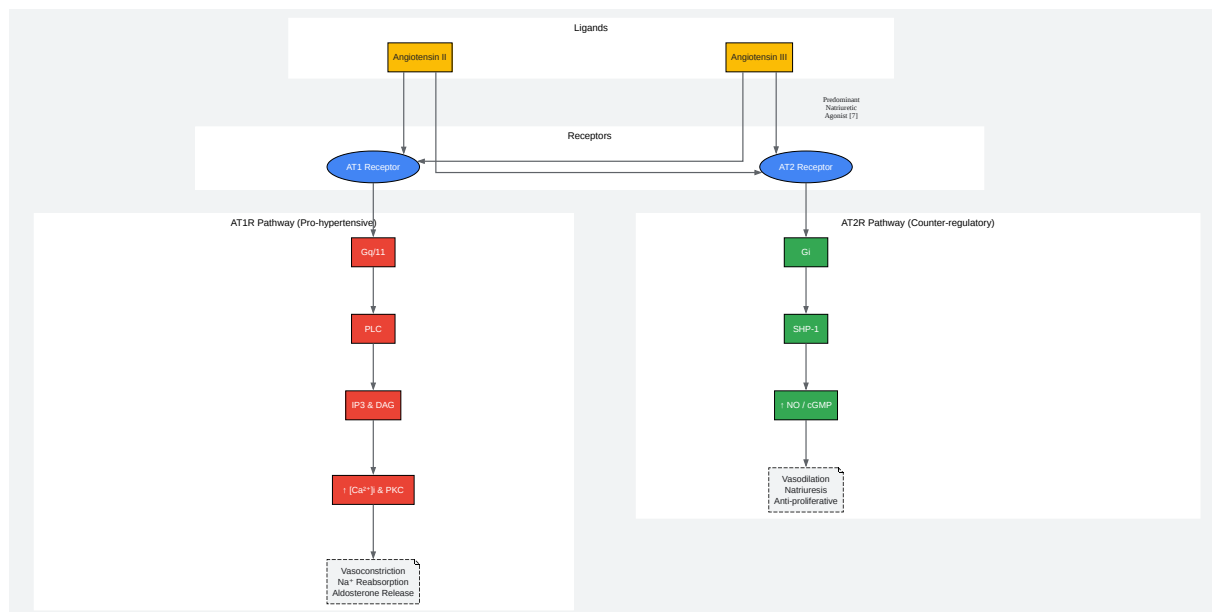 Ligands
Angiotensin II
Angiotensin III
Predominant
Natriuretic
Agonist [7]
Receptors
AT1 Receptor
AT2 Receptor
AT1R Pathway (Pro-hypertensive)
AT2R Pathway (Counter-regulatory)
Gq/11
Gi
PLC
SHP-1
IP3 & DAG
↑ NO / cGMP
↑ [Ca²⁺]i & PKC
Vasodilation
Natriuresis
Anti-proliferative
Vasoconstriction
Na⁺ Reabsorption
Aldosterone Release